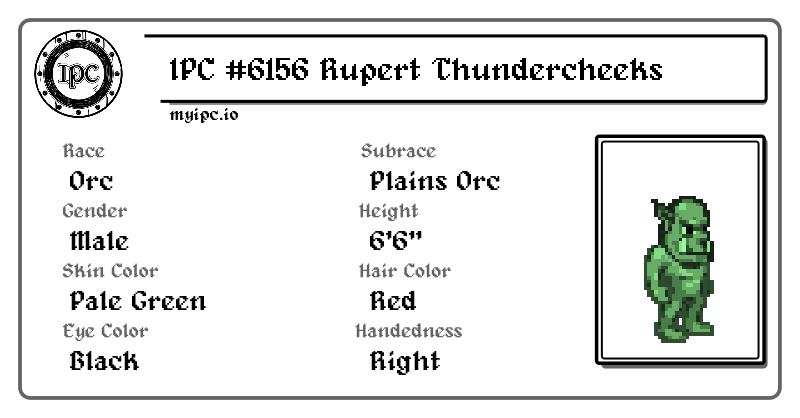 IPC
IPC #6156 Rupert Thundercheeks
myipc.io
Race
Orc
Subrace
Plains Orc
Gender
Male
Height
6'6"
Skin Color
Pale Green
Hair Color
Red
Eye Color
Black
Handedness
Right